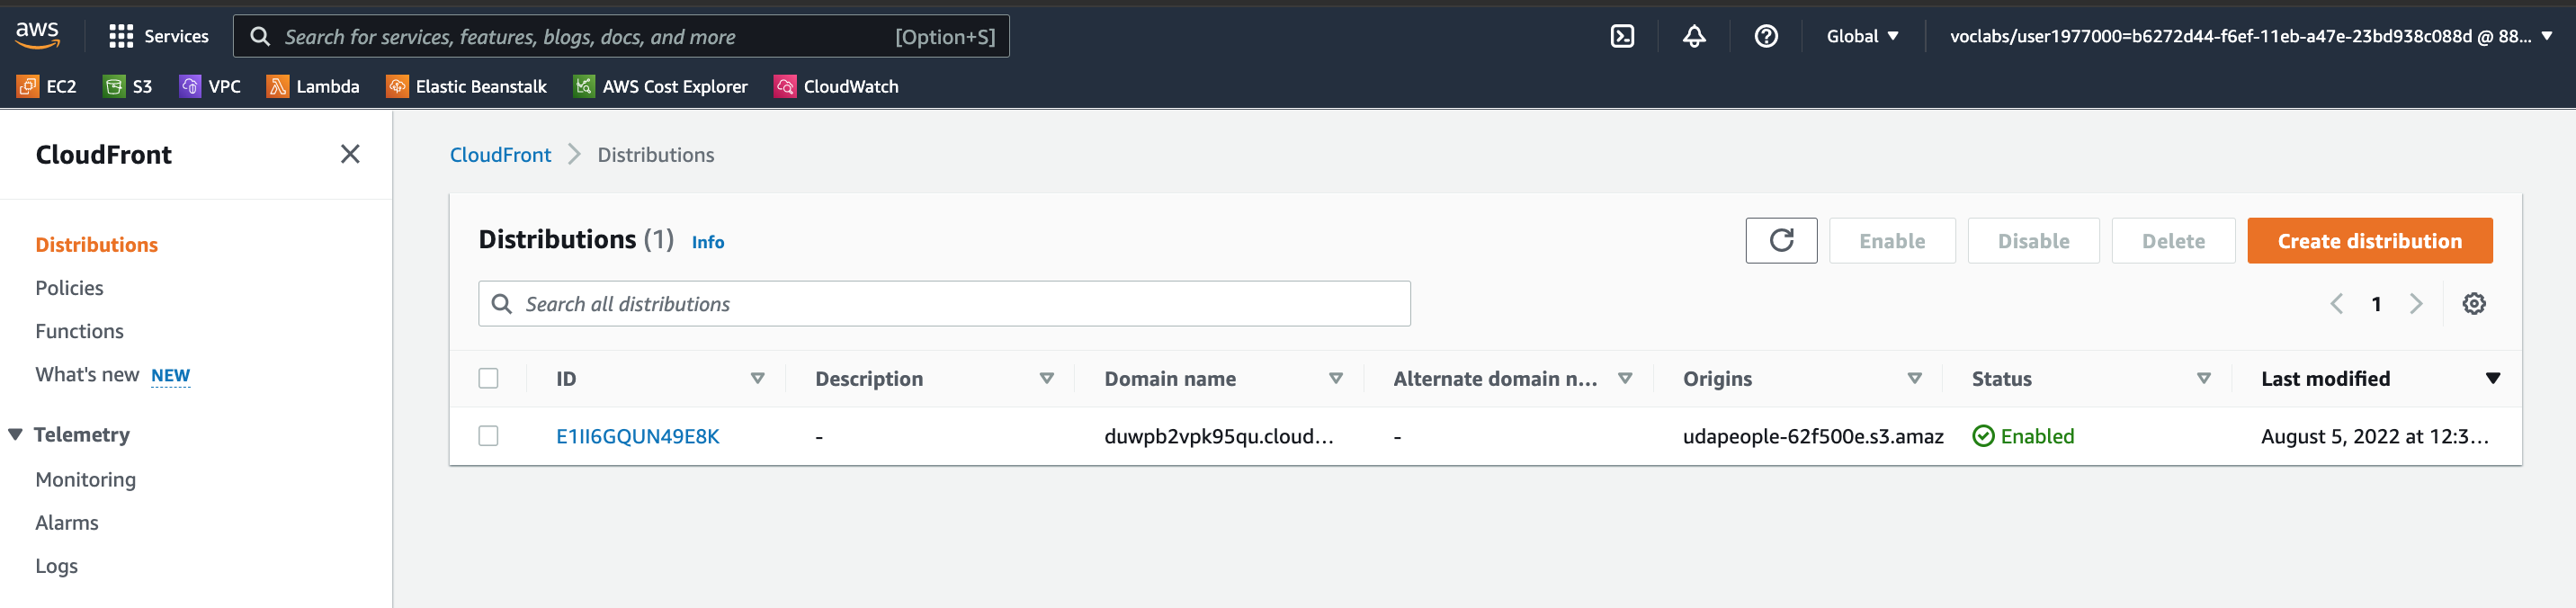 aws Services Search for services, features, blogs, docs, and more [Option+S] Global voclabs/user1977000=b6272d44-f6ef-11eb-a47e-23bd938c088d @ 88...
EC2 S3 VPC Lambda Elastic Beanstalk AWS Cost Explorer CloudWatch
CloudFront
Distributions
Policies
Functions
What's new NEW
Telemetry
Monitoring
Alarms
Logs
CloudFront Distributions
Distributions (1) Info Enable Disable Delete Create distribution
Search all distributions 1
ID Description Domain name Alternate domain n... Origins Status Last modified
E1II6GQUN49E8K - duwpb2vpk95qu.cloud... - udapeople-62f500e.s3.amaz Enabled August 5, 2022 at 12:3...